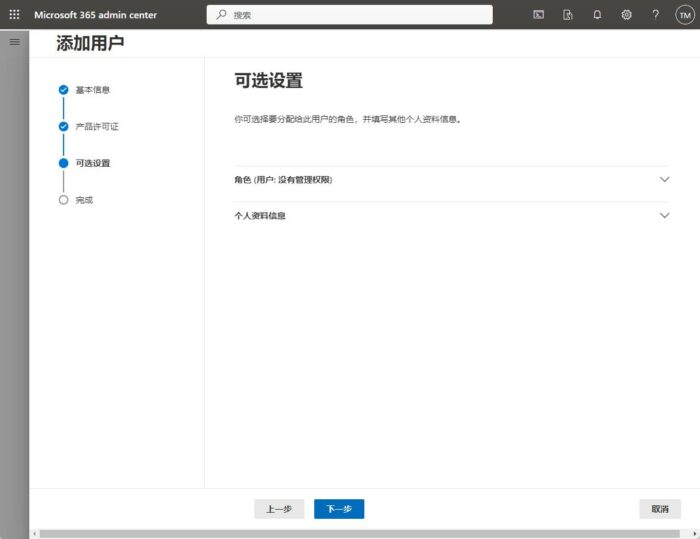 Microsoft 365 admin center
搜索
?
TM
添加用户
基本信息
产品许可证
可选设置
完成
可选设置
你可选择要分配给此用户的角色，并填写其他个人资料信息。
角色 (用户: 没有管理权限)
个人资料信息
上一步
下一步
取消